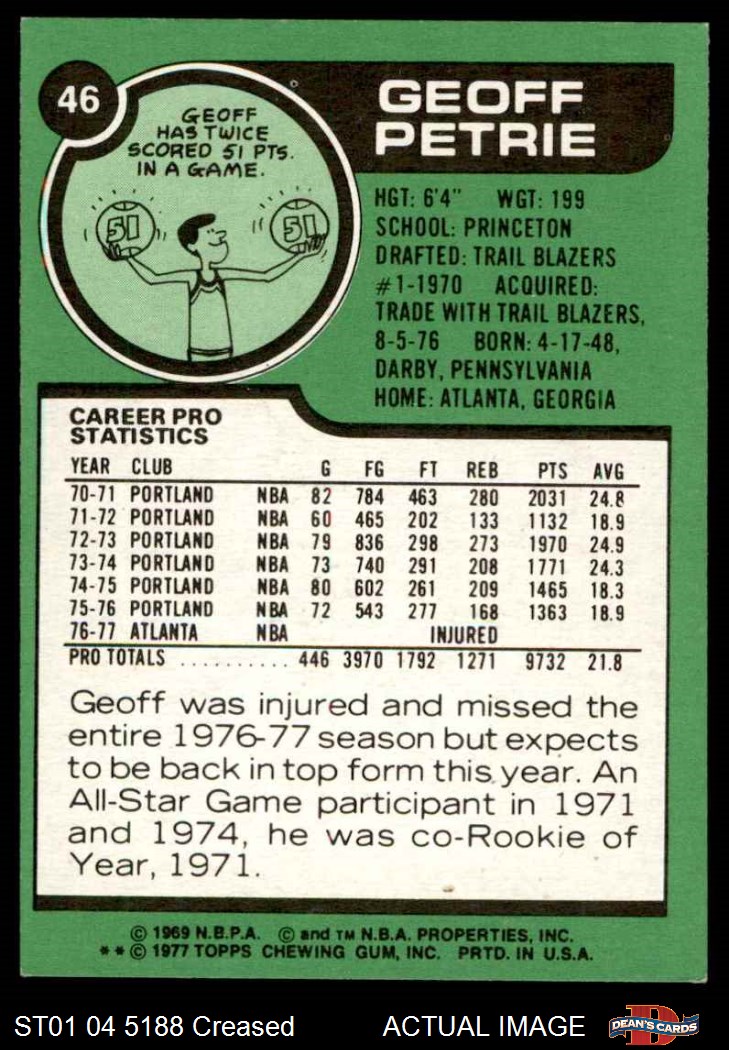 46
GEOFF
HAS TWICE
SCORED 51 PTS.
IN A GAME.
51
51
GEOFF
PETRIE
HGT: 6'4" WGT: 199
SCHOOL: PRINCETON
DRAFTED: TRAIL BLAZERS
#1-1970 ACQUIRED:
TRADE WITH TRAIL BLAZERS,
8-5-76 BORN: 4-17-48,
DARBY, PENNSYLVANIA
HOME: ATLANTA, GEORGIA
CAREER PRO
STATISTICS
YEAR CLUB G FG FT REB PTS AVG
70-71 PORTLAND NBA 82 784 463 280 2031 24.8
71-72 PORTLAND NBA 60 465 202 133 1132 18.9
72-73 PORTLAND NBA 79 836 298 273 1970 24.9
73-74 PORTLAND NBA 73 740 291 208 1771 24.3
74-75 PORTLAND NBA 80 602 261 209 1465 18.3
75-76 PORTLAND NBA 72 543 277 168 1363 18.9
76-77 ATLANTA NBA INJURED
PRO TOTALS .......... 446 3970 1792 1271 9732 21.8
Geoff was injured and missed the
entire 1976-77 season but expects
to be back in top form this year. An
All-Star Game participant in 1971
and 1974, he was co-Rookie of
Year, 1971.
© 1969 N.B.P.A. © and TM N.B.A. PROPERTIES, INC.
**© 1977 TOPPS CHEWING GUM, INC. PRTD. IN U.S.A.
ST01 04 5188 Creased ACTUAL IMAGE
D
DEAN'S CARDS